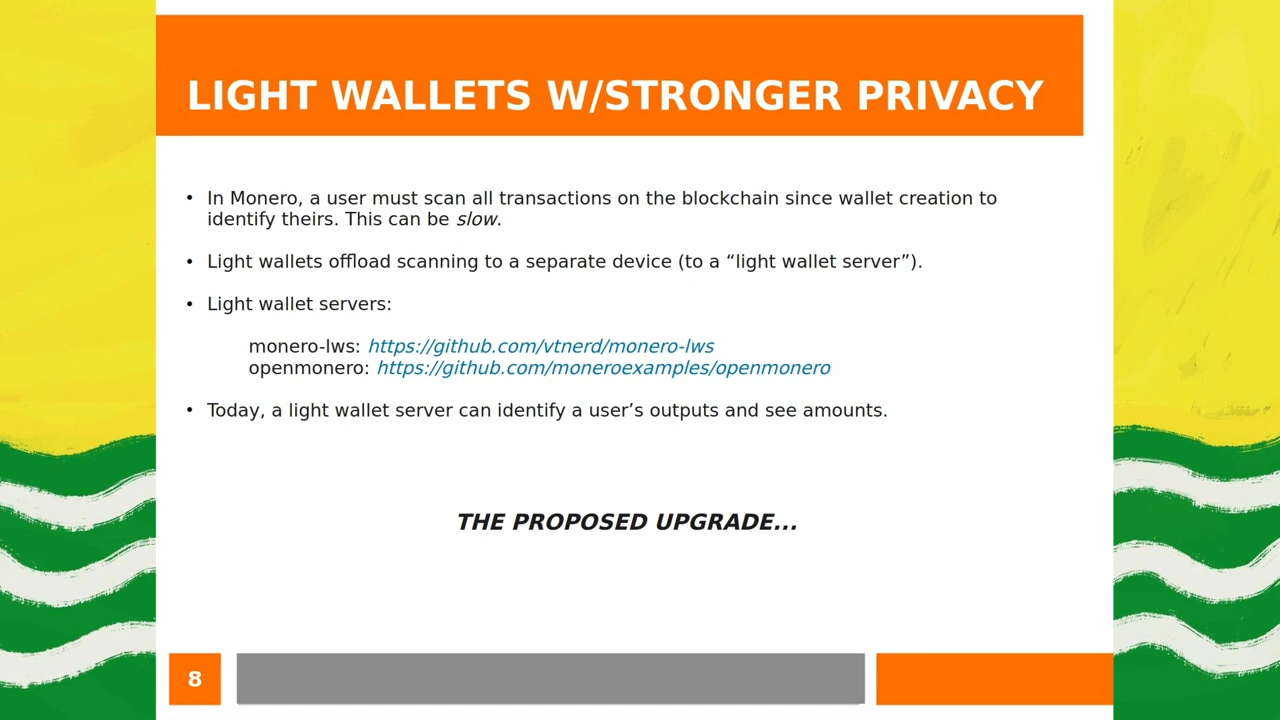 LIGHT WALLETS W/STRONGER PRIVACY
• In Monero, a user must scan all transactions on the blockchain since wallet creation to
identify theirs. This can be slow.
• Light wallets offload scanning to a separate device (to a “light wallet server”).
• Light wallet servers:
monero-lws: https://github.com/vtnerd/monero-lws
openmonero: https://github.com/moneroexamples/openmonero
• Today, a light wallet server can identify a user’s outputs and see amounts.
THE PROPOSED UPGRADE...
8